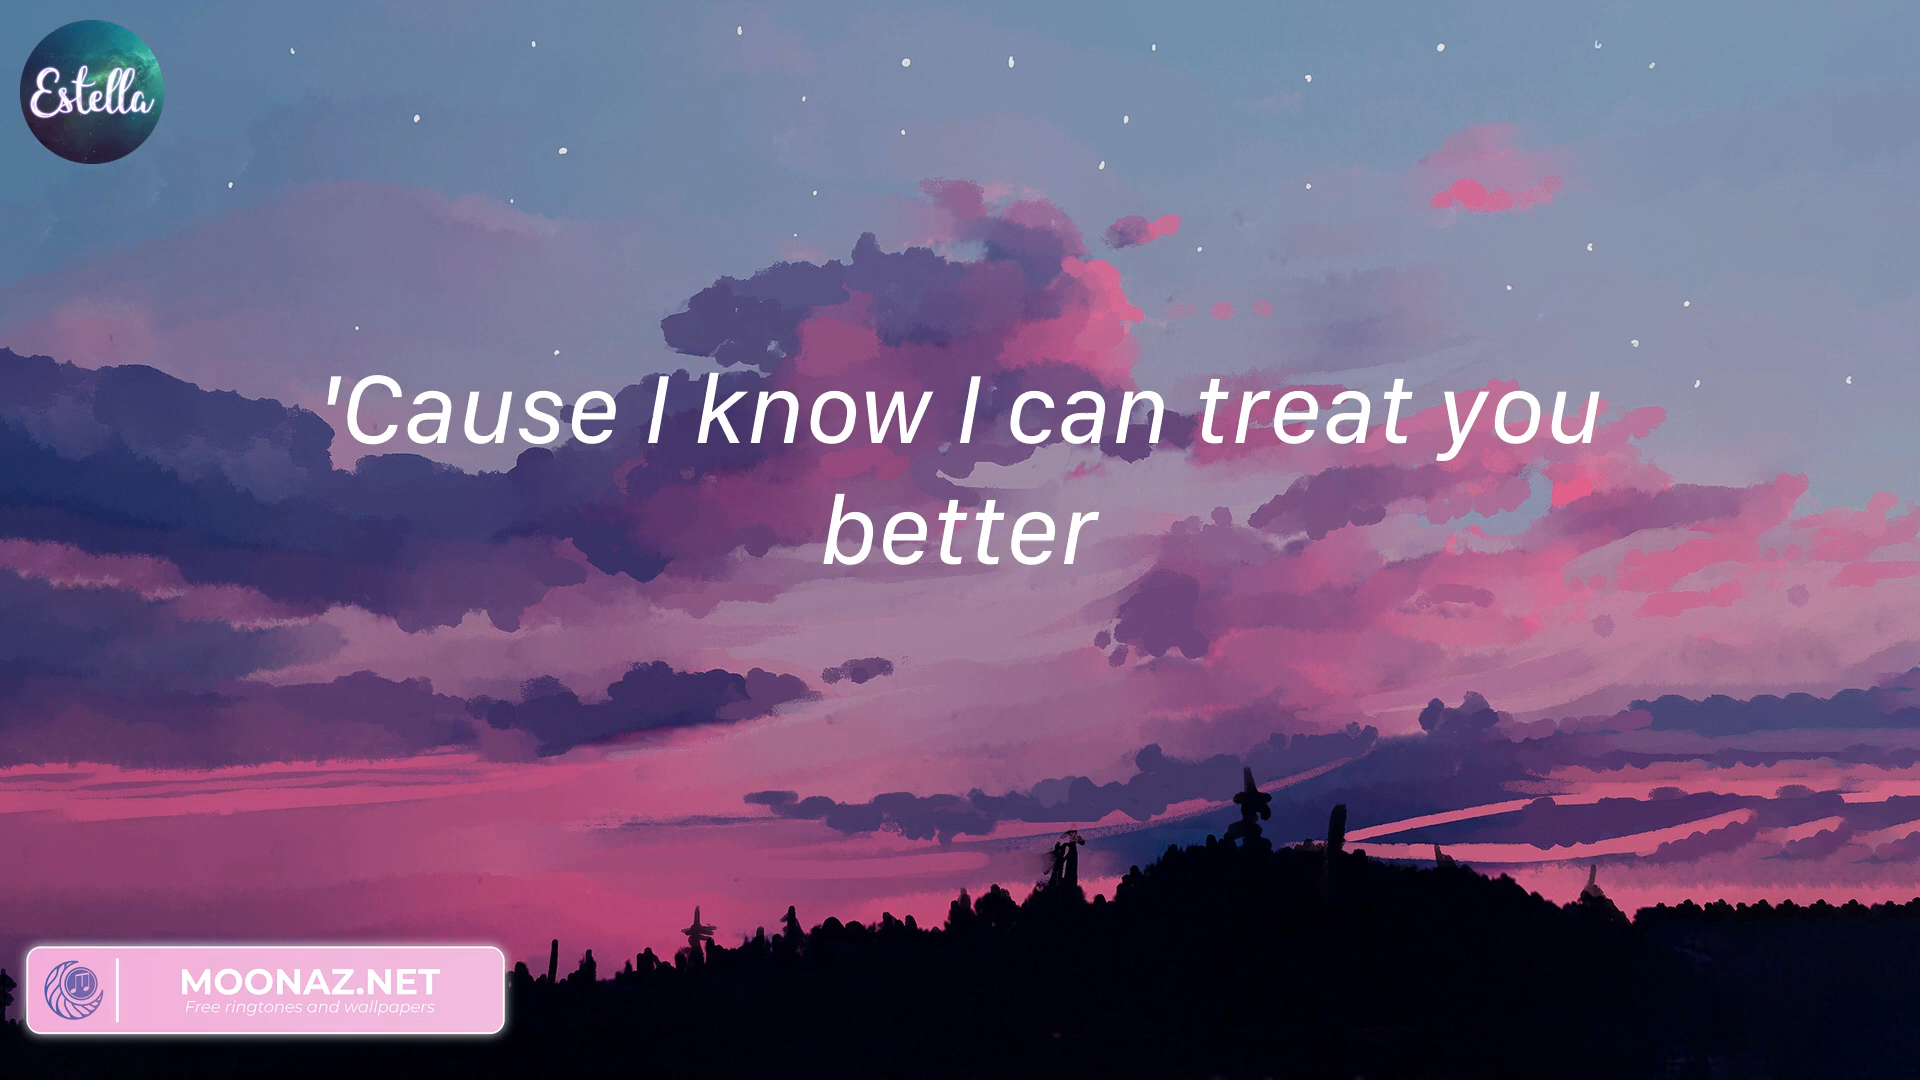 Estella
'Cause I know I can treat you
better
MOONAZ.NET
Free ringtones and wallpapers